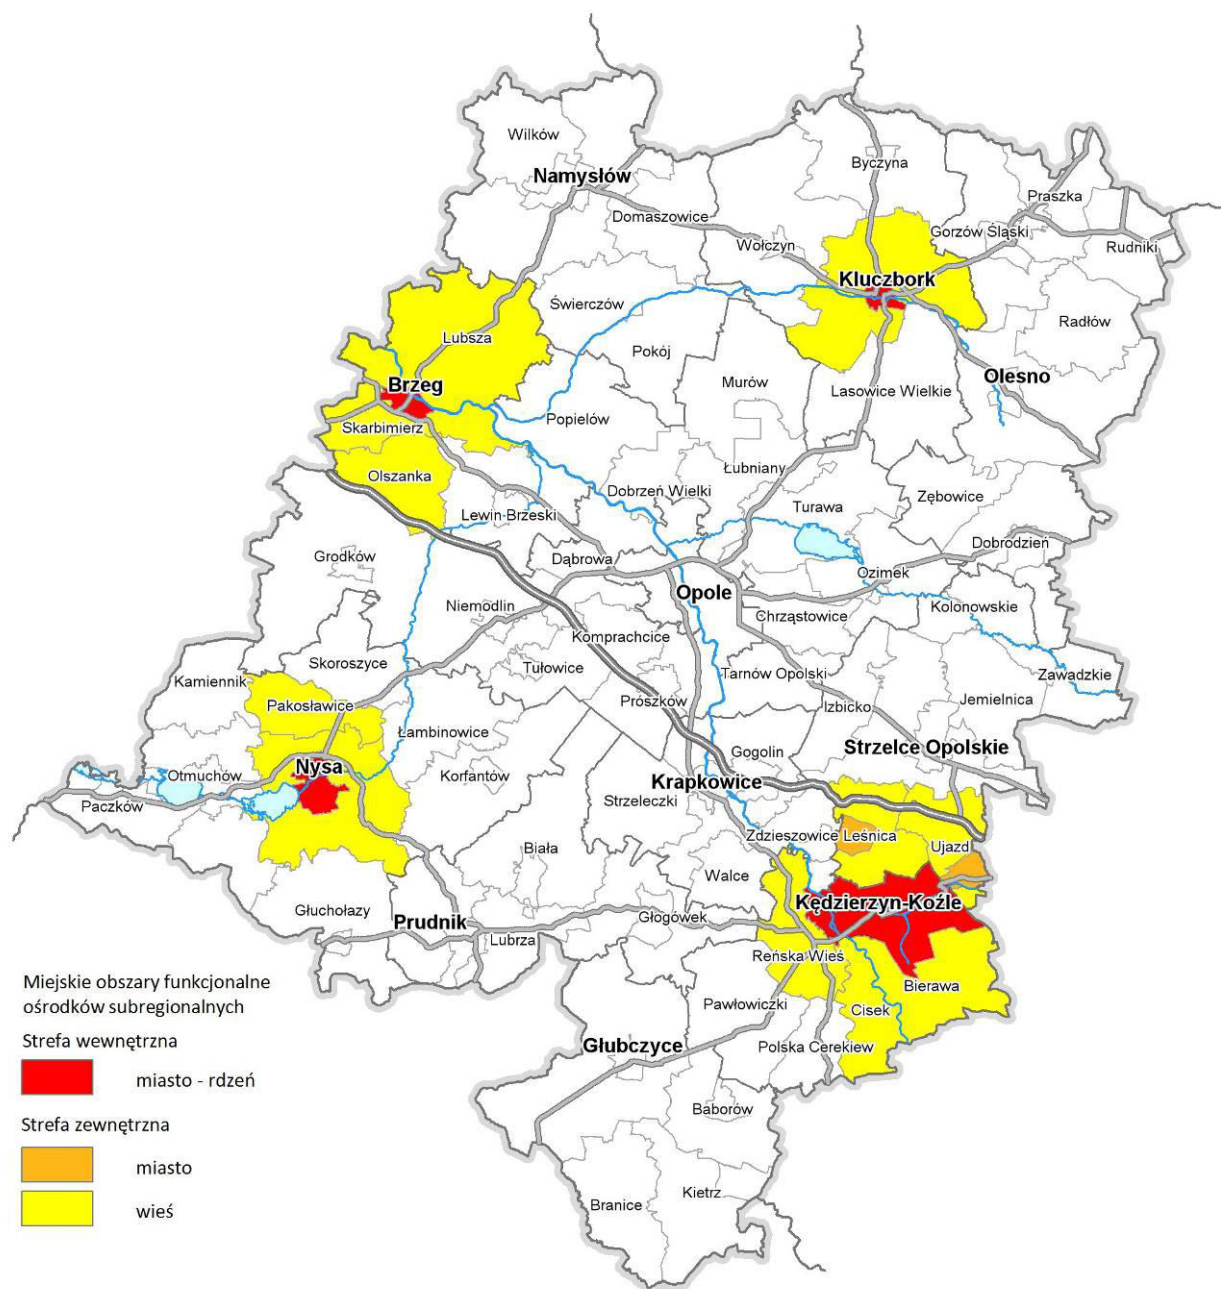 Wilków
Namysłów
Byczyna
Praszka
Domaszowice
Gorzów Śląski
Wołczyn
Rudniki
Kluczbork
Świerczów
Radłów
Lubsza
Pokój
Murów
Olesno
Brzeg
Lasowice Wielkie
Popielów
Skarbimierz
Olszanka
Łubniany
Dobrzeń Wielki
Zębowice
Turawa
Lewin-Brzeski
Dobrodzień
Grodków
Dąbrowa
Ozimek
Opole
Niemodlin
Kolonowskie
Chrząstowice
Komprachcice
Skoroszyce
Tułowice
Tarnów Opolski
Zawadzkie
Kamiennik
Jemielnica
Prószków
Pakosławice
Izbicko
Łambinowice
Gogolin
Strzelce Opolskie
Nysa
Otmuchów
Korfantów
Krapkowice
Paczków
Strzeleczki
Zdzieszowice
Leśnica
Biała
Ujazd
Walce
Kędzierzyn-Koźle
Głuchołazy
Prudnik
Głogówek
Lubrza
Reńska Wieś
Bierawa
Pawłowiczki
Cisek
Głubczyce
Polska Cerekiew
Baborów
Kietrz
Branice
Miejskie obszary funkcjonalne
ośrodków subregionalnych
Strefa wewnętrzna
miasto - rdzeń
Strefa zewnętrzna
miasto
wieś